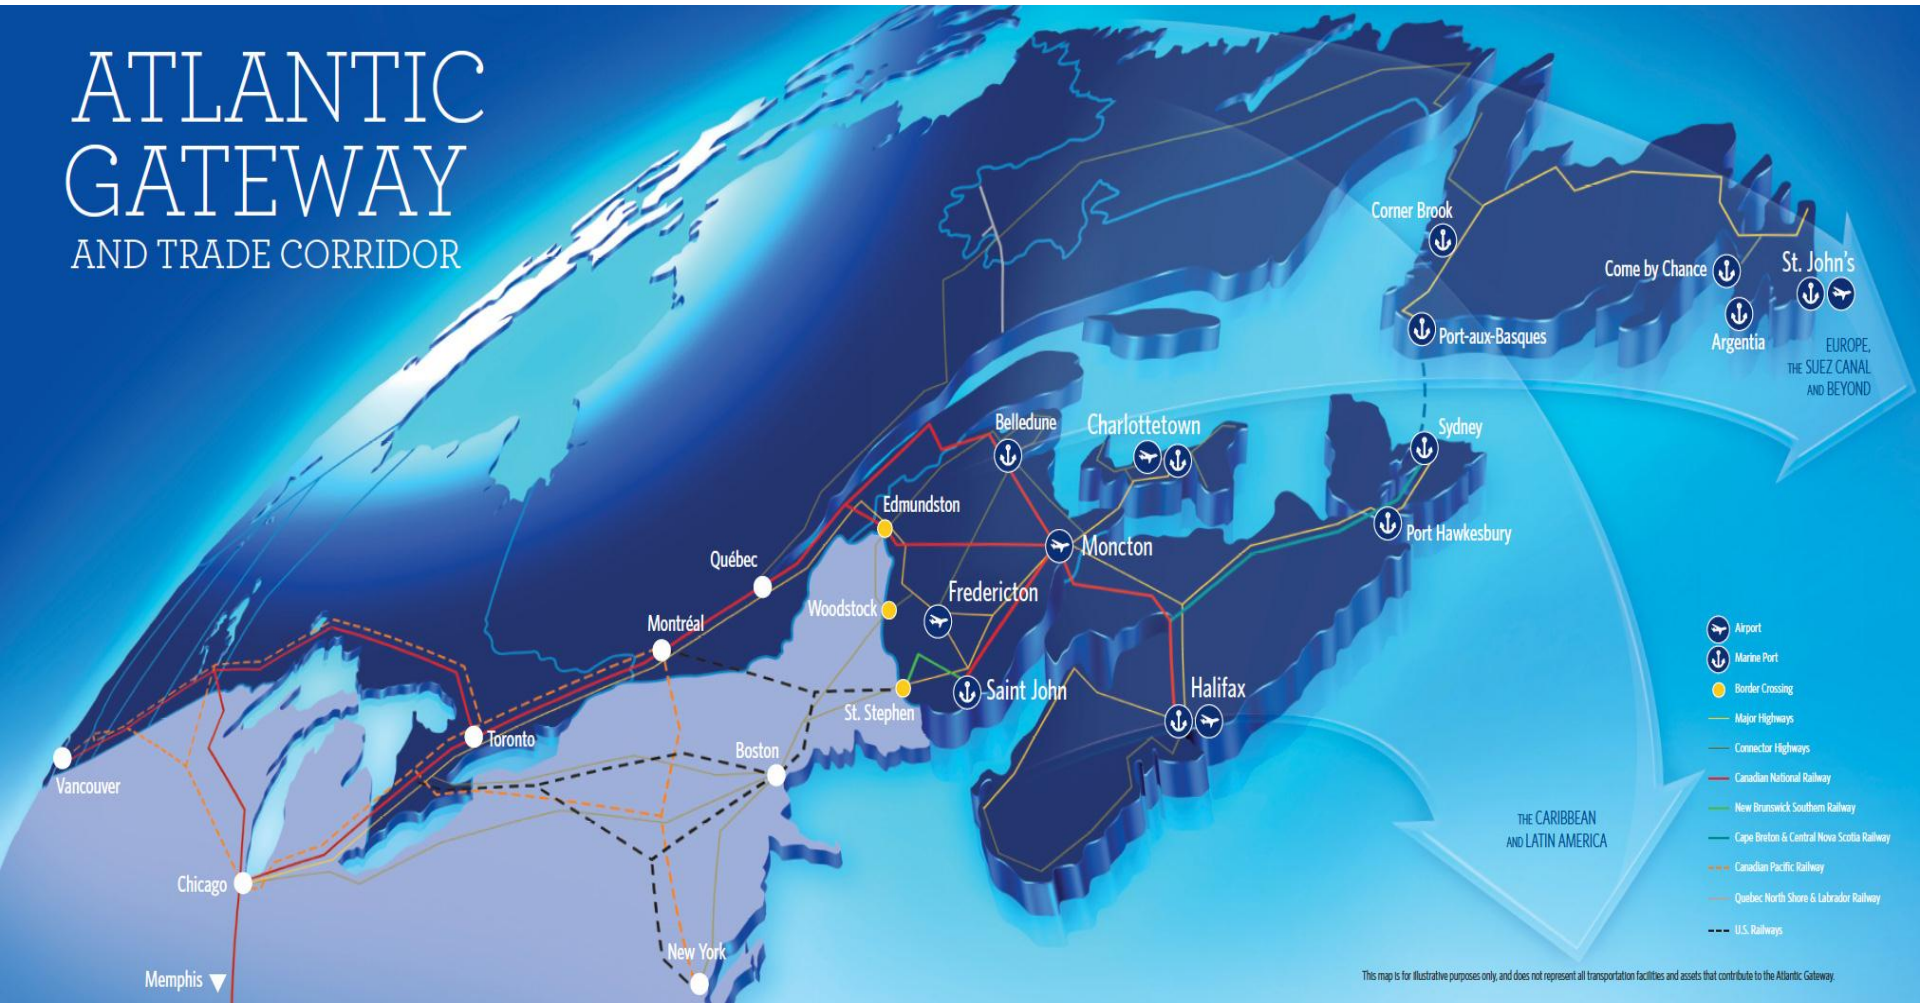 ATLANTIC
GATEWAY
AND TRADE CORRIDOR
Corner Brook
Come by Chance
St. John's
Port-aux-Basques
Argentia
EUROPE,
THE SUEZ CANAL
AND BEYOND
Belledune
Charlottetown
Sydney
Edmundston
Port Hawkesbury
Moncton
Québec
Fredericton
Woodstock
Montréal
Saint John
Halifax
St. Stephen
Toronto
Boston
Vancouver
THE CARIBBEAN
AND LATIN AMERICA
Chicago
New York
Memphis
Airport
Marine Port
Border Crossing
Major Highways
Connector Highways
Canadian National Railway
New Brunswick Southern Railway
Cape Breton & Central Nova Scotia Railway
Canadian Pacific Railway
Quebec North Shore & Labrador Railway
U.S. Railways
This map is for illustrative purposes only, and does not represent all transportation facilities and assets that contribute to the Atlantic Gateway.